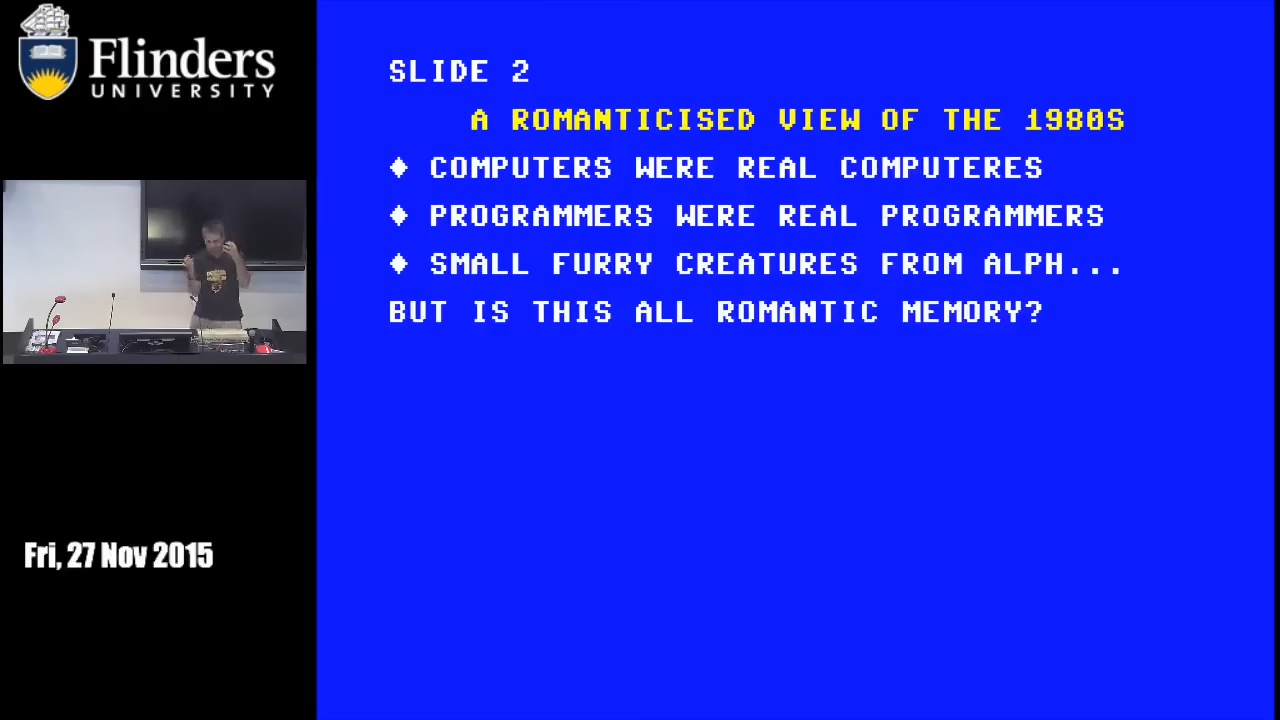 Flinders
UNIVERSITY
SLIDE 2
A ROMANTICISED VIEW OF THE 1980S
♦ COMPUTERS WERE REAL COMPUTERES
♦ PROGRAMMERS WERE REAL PROGRAMMERS
♦ SMALL FURRY CREATURES FROM ALPH...
BUT IS THIS ALL ROMANTIC MEMORY?
Fri, 27 Nov 2015